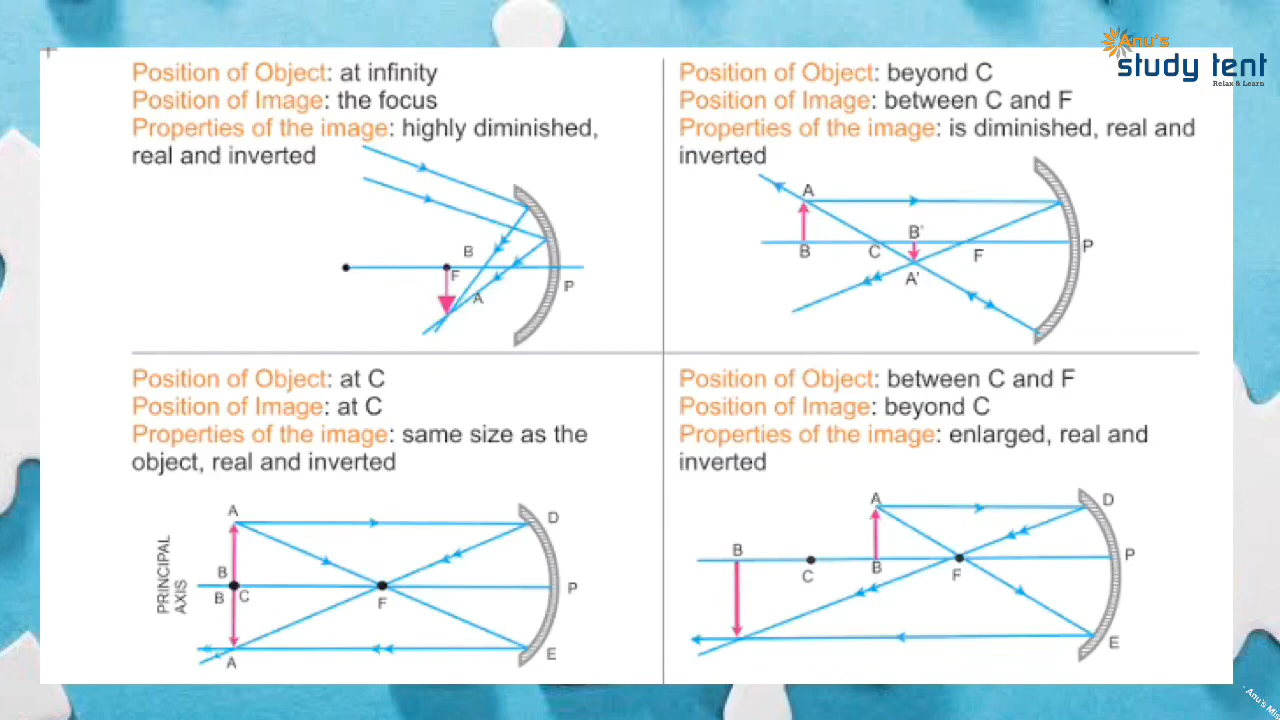 Anu's
study tent
Relax & Learn
Position of Object: at infinity
Position of Image: the focus
Properties of the image: highly diminished,
real and inverted
B
F
A
P
Position of Object: beyond C
Position of Image: between C and F
Properties of the image: is diminished, real and
inverted
A
B'
B
C
F
P
A'
Position of Object: at C
Position of Image: at C
Properties of the image: same size as the
object, real and inverted
A
D
PRINCIPAL
AXIS
B
B
C
F
P
A
E
Position of Object: between C and F
Position of Image: beyond C
Properties of the image: enlarged, real and
inverted
A
D
B
C
B
F
P
E
- Anu's